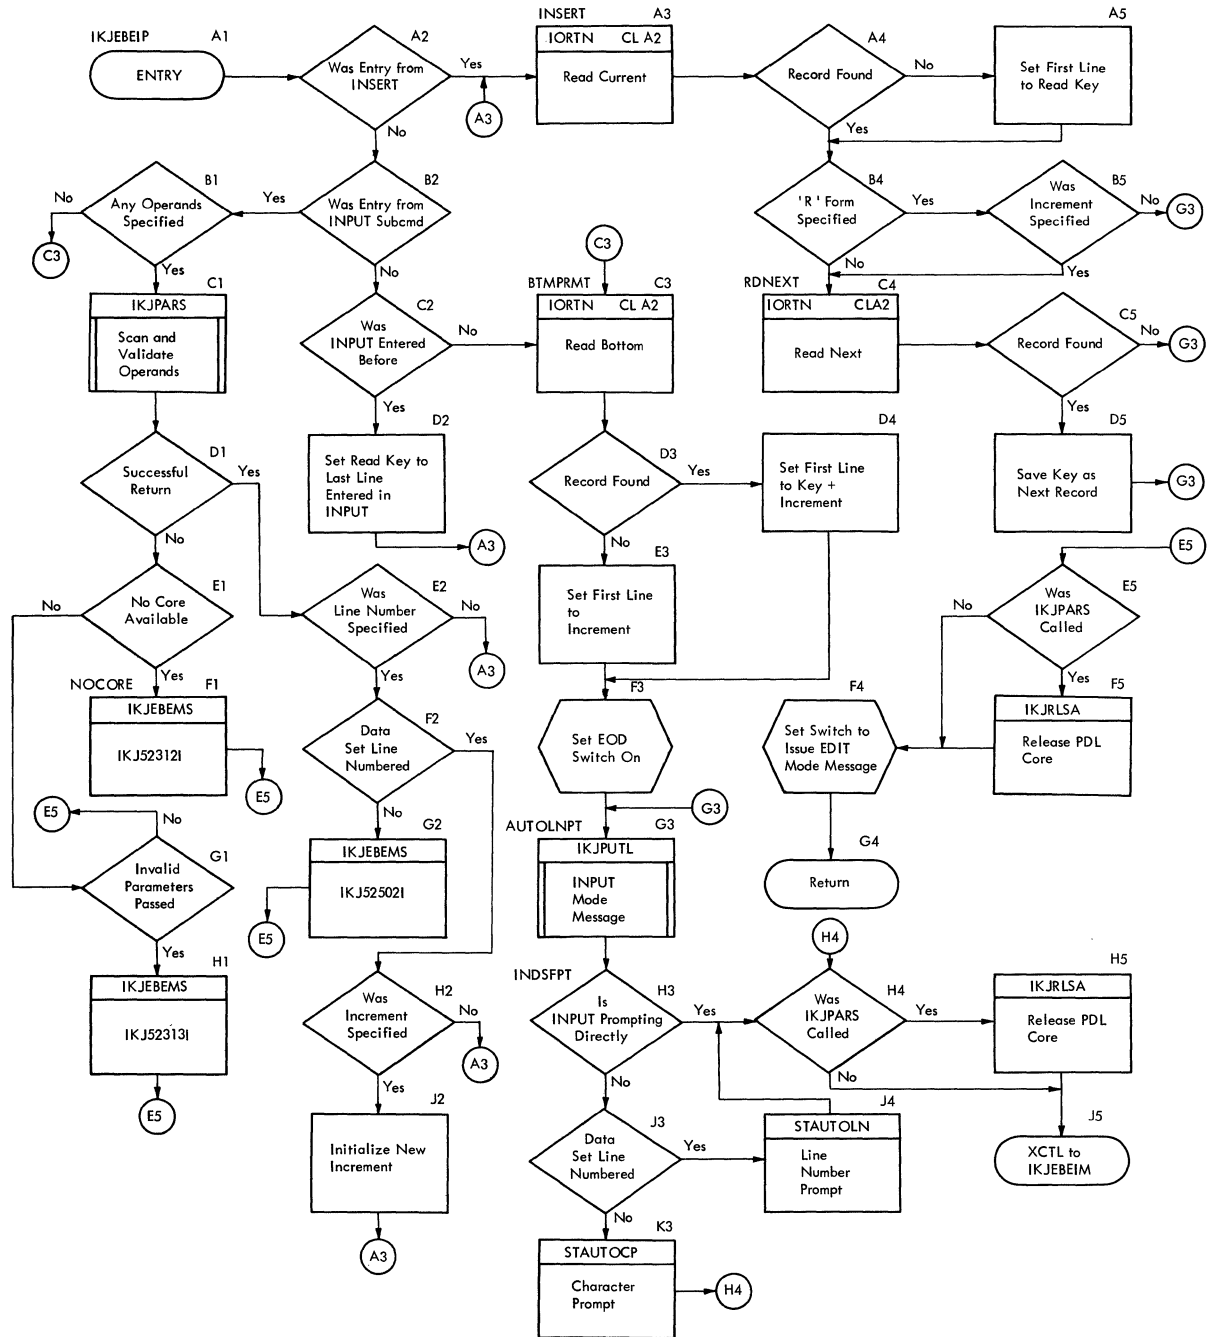 IKJEBEIP A1
ENTRY
A2
Was Entry from
INSERT
Yes
No
A3
INSERT A3
IORTN CL A2
Read Current
A4
Record Found
No
Yes
A5
Set First Line
to Read Key
B1
Any Operands
Specified
No
Yes
C3
B2
Was Entry from
INPUT Subcmd
Yes
No
B4
'R' Form
Specified
Yes
No
B5
Was
Increment
Specified
No
Yes
G3
C1
IKJPARS
Scan and
Validate
Operands
C2
Was
INPUT Entered
Before
No
Yes
C3
BTMPRMT C3
IORTN CL A2
Read Bottom
RDNEXT C4
IORTN CLA2
Read Next
C5
Record Found
No
Yes
G3
D1
Successful
Return
Yes
No
D2
Set Read Key to
Last Line
Entered in
INPUT
A3
D3
Record Found
Yes
No
D4
Set First Line
to Key +
Increment
D5
Save Key as
Next Record
G3
E1
No Core
Available
No
Yes
E2
Was
Line Number
Specified
No
Yes
A3
E3
Set First Line
to
Increment
E5
E5
Was
IKJPARS
Called
No
Yes
NOCORE F1
IKJEBEMS
IKJ52312I
E5
F2
Data
Set Line
Numbered
Yes
No
F3
Set EOD
Switch On
F4
Set Switch to
Issue EDIT
Mode Message
F5
IKJRLSA
Release PDL
Core
E5
No
G1
Invalid
Parameters
Passed
Yes
G2
IKJEBEMS
IKJ52502I
E5
G3
AUTOLNPT G3
IKJPUTL
INPUT
Mode
Message
G4
Return
H1
IKJEBEMS
IKJ52313I
E5
H2
Was
Increment
Specified
No
Yes
A3
INDSFPT H3
Is
INPUT Prompting
Directly
Yes
No
H4
H4
Was
IKJPARS
Called
Yes
No
H5
IKJRLSA
Release PDL
Core
J2
Initialize New
Increment
A3
J3
Data
Set Line
Numbered
Yes
No
J4
STAUTOLN
Line
Number
Prompt
J5
XCTL to
IKJEBEIM
K3
STAUTOCP
Character
Prompt
H4